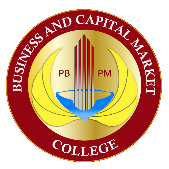 BUSINESS AND CAPITAL MARKET
PB PM
COLLEGE